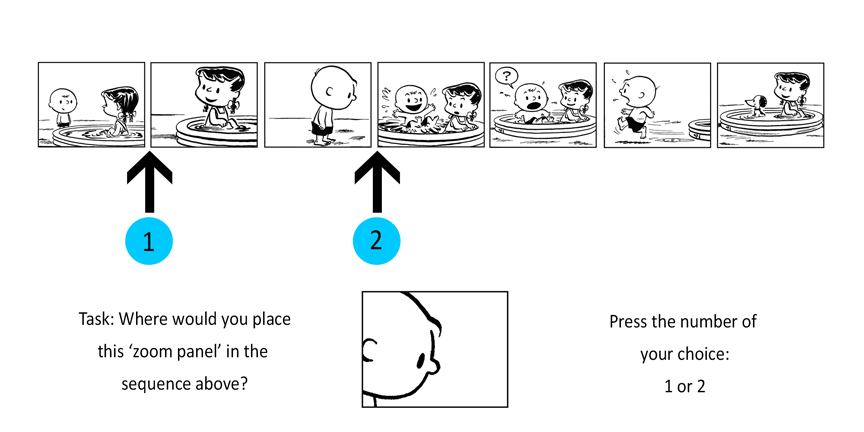 ?
1
2
Task: Where would you place
this ‘zoom panel’ in the
sequence above?
Press the number of
your choice:
1 or 2